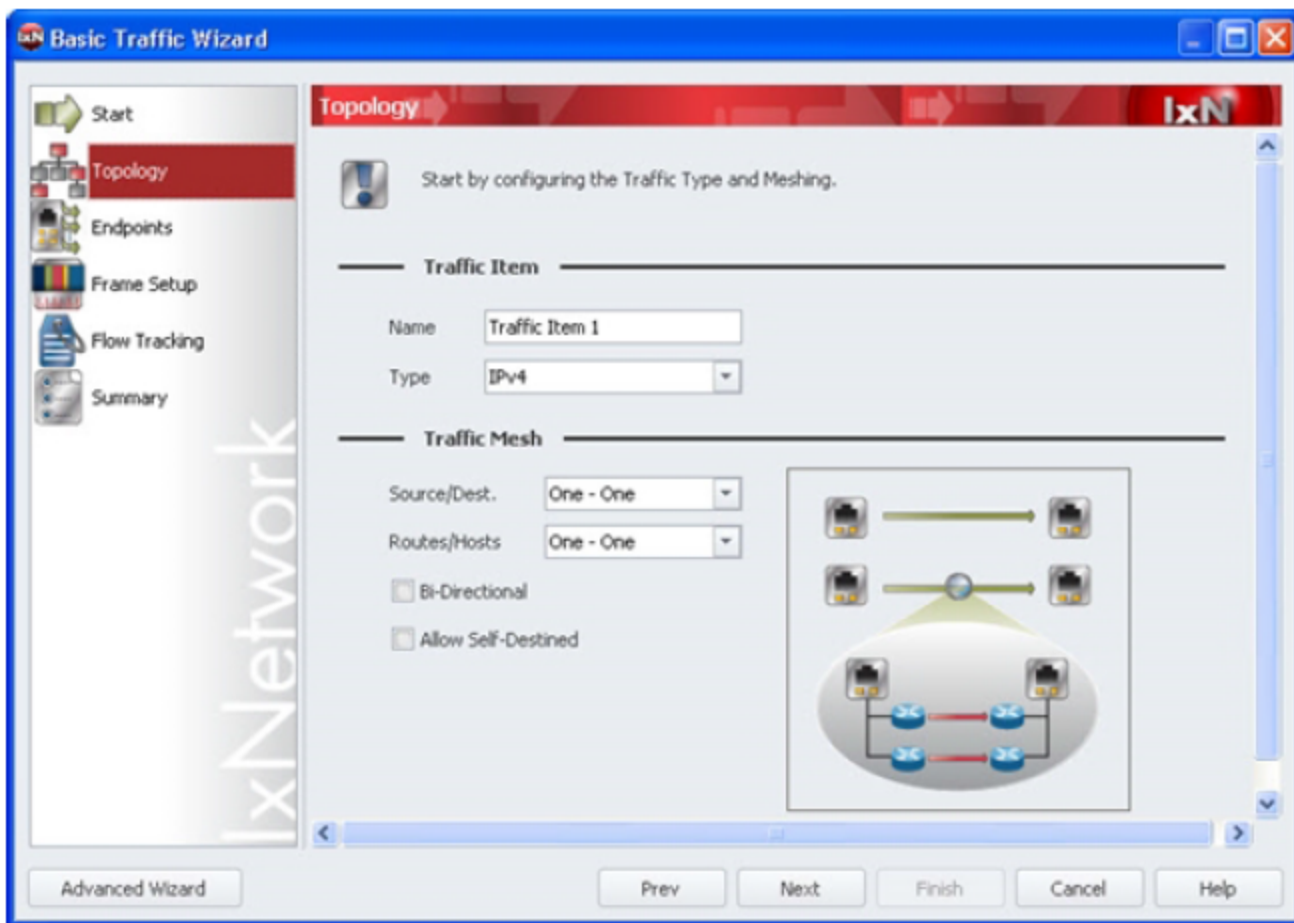 IxN Basic Traffic Wizard
Start
Topology
Endpoints
Frame Setup
Flow Tracking
Summary
IxNetwork
Topology
IxN
Start by configuring the Traffic Type and Meshing.
Traffic Item
Name Traffic Item 1
Type IPv4
Traffic Mesh
Source/Dest. One - One
Routes/Hosts One - One
Bi-Directional
Allow Self-Destined
Advanced Wizard Prev Next Finish Cancel Help